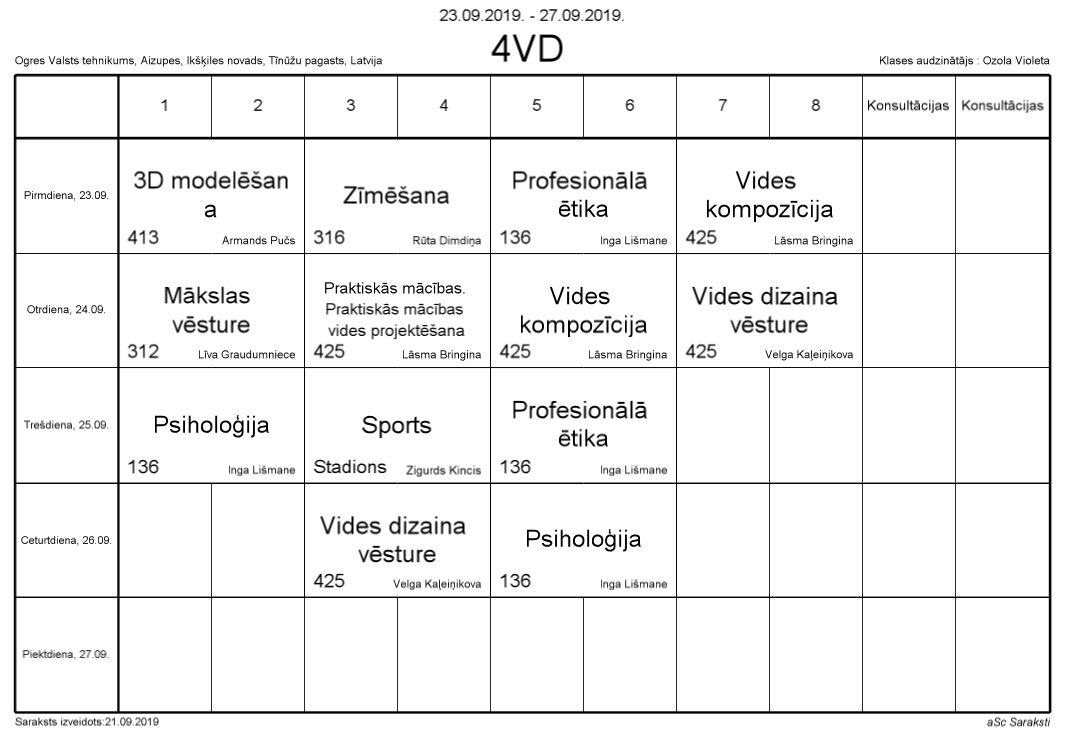 23.09.2019. - 27.09.2019.
4VD
Ogres Valsts tehnikums, Aizupes, Ikšķiles novads, Tīnūžu pagasts, Latvija
Klases audzinātājs : Ozola Violeta
1 2 3 4 5 6 7 8 Konsultācijas Konsultācijas
Pirmdiena, 23.09.
3D modelēšan
a
413 Armands Pučs
Zīmēšana
316 Rūta Dimdiņa
Profesionālā
ētika
136 Inga Lišmane
Vides
kompozīcija
425 Lāsma Bringina
Otrdiena, 24.09.
Mākslas
vēsture
312 Līva Graudumniece
Praktiskās mācības.
Praktiskās mācības
vides projektēšana
425 Lāsma Bringina
Vides
kompozīcija
425 Lāsma Bringina
Vides dizaina
vēsture
425 Velga Kaļeiņikova
Trešdiena, 25.09.
Psiholoģija
136 Inga Lišmane
Sports
Stadions Zigurds Kincis
Profesionālā
ētika
136 Inga Lišmane
Ceturtdiena, 26.09.
Vides dizaina
vēsture
425 Velga Kaļeiņikova
Psiholoģija
136 Inga Lišmane
Piektdiena, 27.09.
Saraksts izveidots:21.09.2019
aSc Saraksti